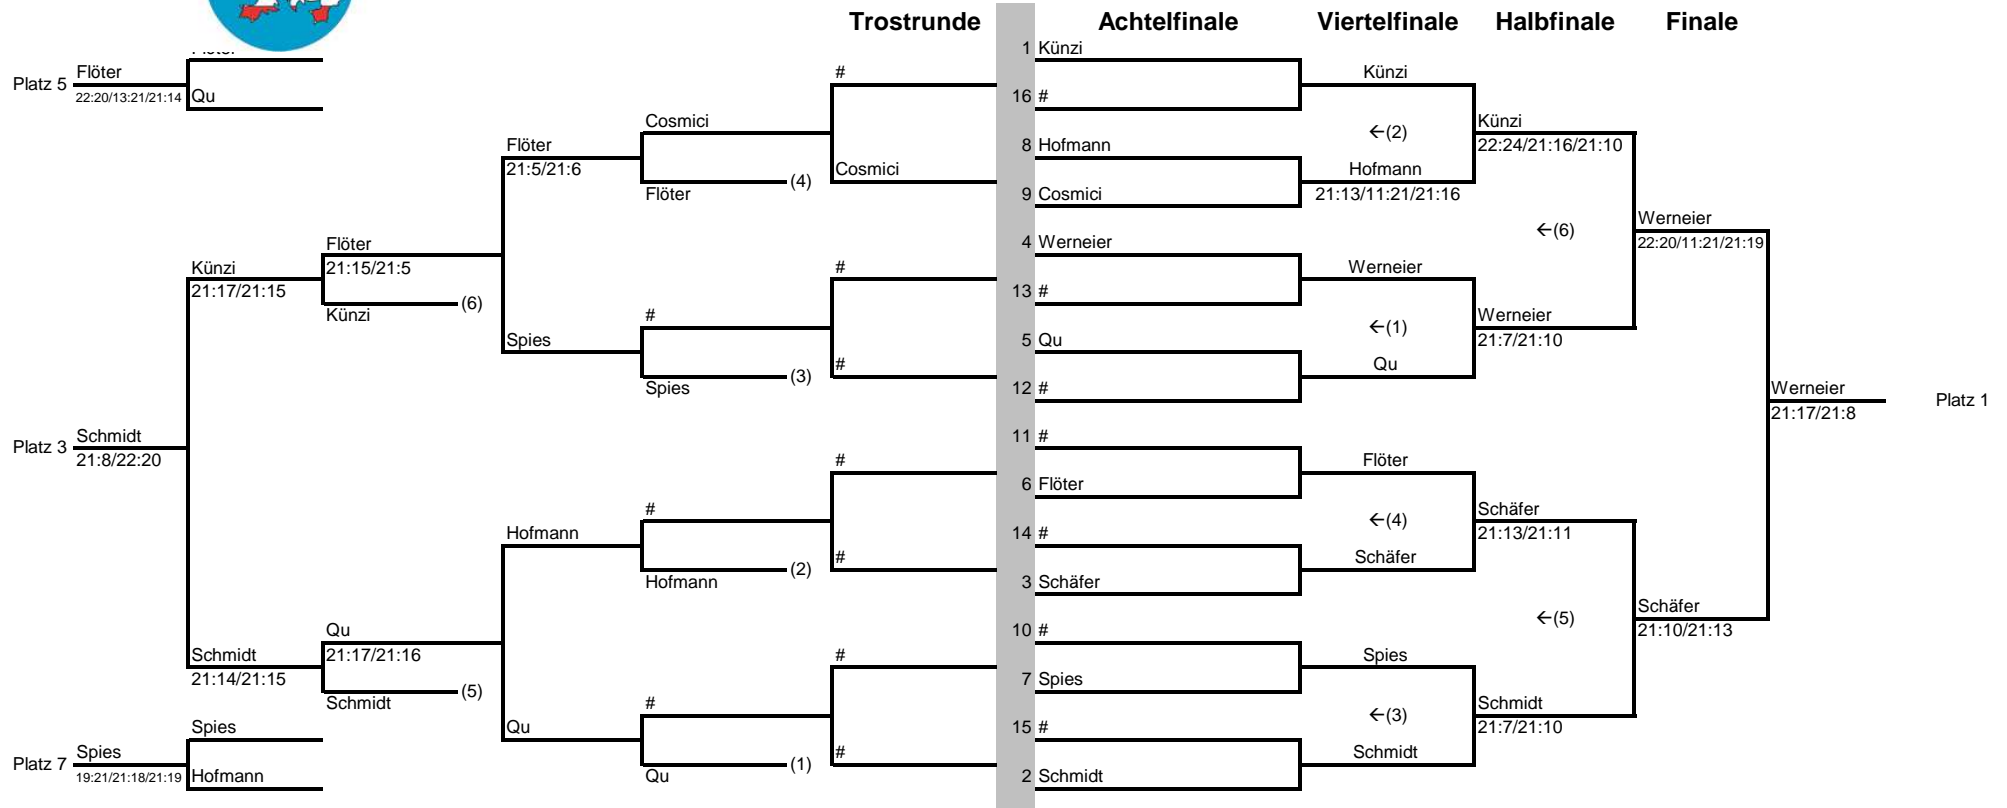 Trostrunde Achtelfinale Viertelfinale Halbfinale Finale
Platz 5
Flöter
22:20/13:21/21:14
Qu
Platz 3
Schmidt
21:8/22:20
Künzi
21:17/21:15
Schmidt
21:14/21:15
Platz 7
Spies
19:21/21:18/21:19
Spies
Hofmann
Flöter
21:15/21:5
Künzi
(6)
Qu
21:17/21:16
Schmidt
(5)
Flöter
21:5/21:6
Spies
Hofmann
Qu
Cosmici
Flöter
(4)
#
Spies
(3)
#
Hofmann
(2)
#
Qu
(1)
#
Cosmici
#
#
#
#
#
#
1 Künzi
16 #
8 Hofmann
9 Cosmici
4 Werneier
13 #
5 Qu
12 #
11 #
6 Flöter
14 #
3 Schäfer
10 #
7 Spies
15 #
2 Schmidt
Künzi
←(2)
Hofmann
21:13/11:21/21:16
Werneier
←(1)
Qu
Flöter
←(4)
Schäfer
Spies
←(3)
Schmidt
Künzi
22:24/21:16/21:10
←(6)
Werneier
21:7/21:10
Schäfer
21:13/21:11
←(5)
Schmidt
21:7/21:10
Werneier
22:20/11:21/21:19
Schäfer
21:10/21:13
Werneier
21:17/21:8
Platz 1